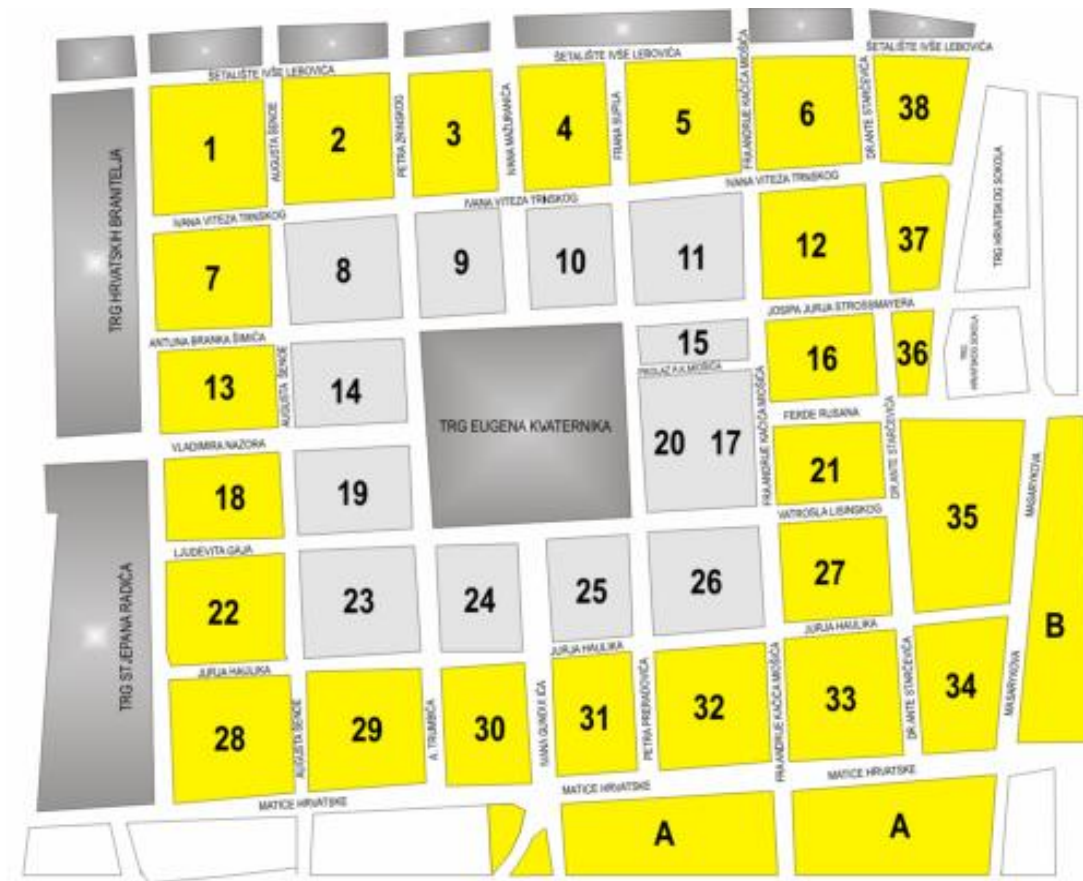 ŠETALIŠTE IVŠE LEBOVIĆA
ŠETALIŠTE IVŠE LEBOVIĆA
ŠETALIŠTE IVŠE LEBOVIĆA
TRG HRVATSKIH BRANITELJA
1
AUGUSTA ŠENOE
2
PETRA ZRINSKOG
3
IVANA MAŽURANIĆA
4
FRANA SUPILA
5
FRA ANDRIJE KAČIĆA MIOŠIĆA
6
DR. ANTE STARČEVIĆA
38
TRG HRVATSKOG SOKOLA
IVANA VITEZA TRNSKOG
IVANA VITEZA TRNSKOG
IVANA VITEZA TRNSKOG
7
8
9
10
11
12
37
JOSIPA JURJA STROSSMAYERA
ANTUNA BRANKA ŠIMIĆA
13
AUGUSTA ŠENOE
14
TRG EUGENA KWATERNIKA
15
PROLAZ F.A.MIOŠIĆA
16
36
TRG HRVATSKOG SOKOLA
FRA ANDRIJE KAČIĆA MIOŠIĆA
FERDE RUSANA
DR. ANTE STARČEVIĆA
VLADIMIRA NAZORA
20
17
21
35
MASARYKOVA
18
19
VATROSLA LISINSKOG
LJUDEVITA GAJA
TRG STJEPANA RADIĆA
22
23
24
25
26
27
B
JURJA HAULIKA
JURJA HAULIKA
JURJA HAULIKA
28
AUGUSTA ŠENOE
29
A. TRUMBIĆA
30
IVANA GUNDULIĆA
31
PETRA PRERADOVIĆA
32
FRA ANDRIJE KAČIĆA MIOŠIĆA
33
DR. ANTE STARČEVIĆA
34
MASARYKOVA
MATICE HRVATSKE
MATICE HRVATSKE
MATICE HRVATSKE
A
A